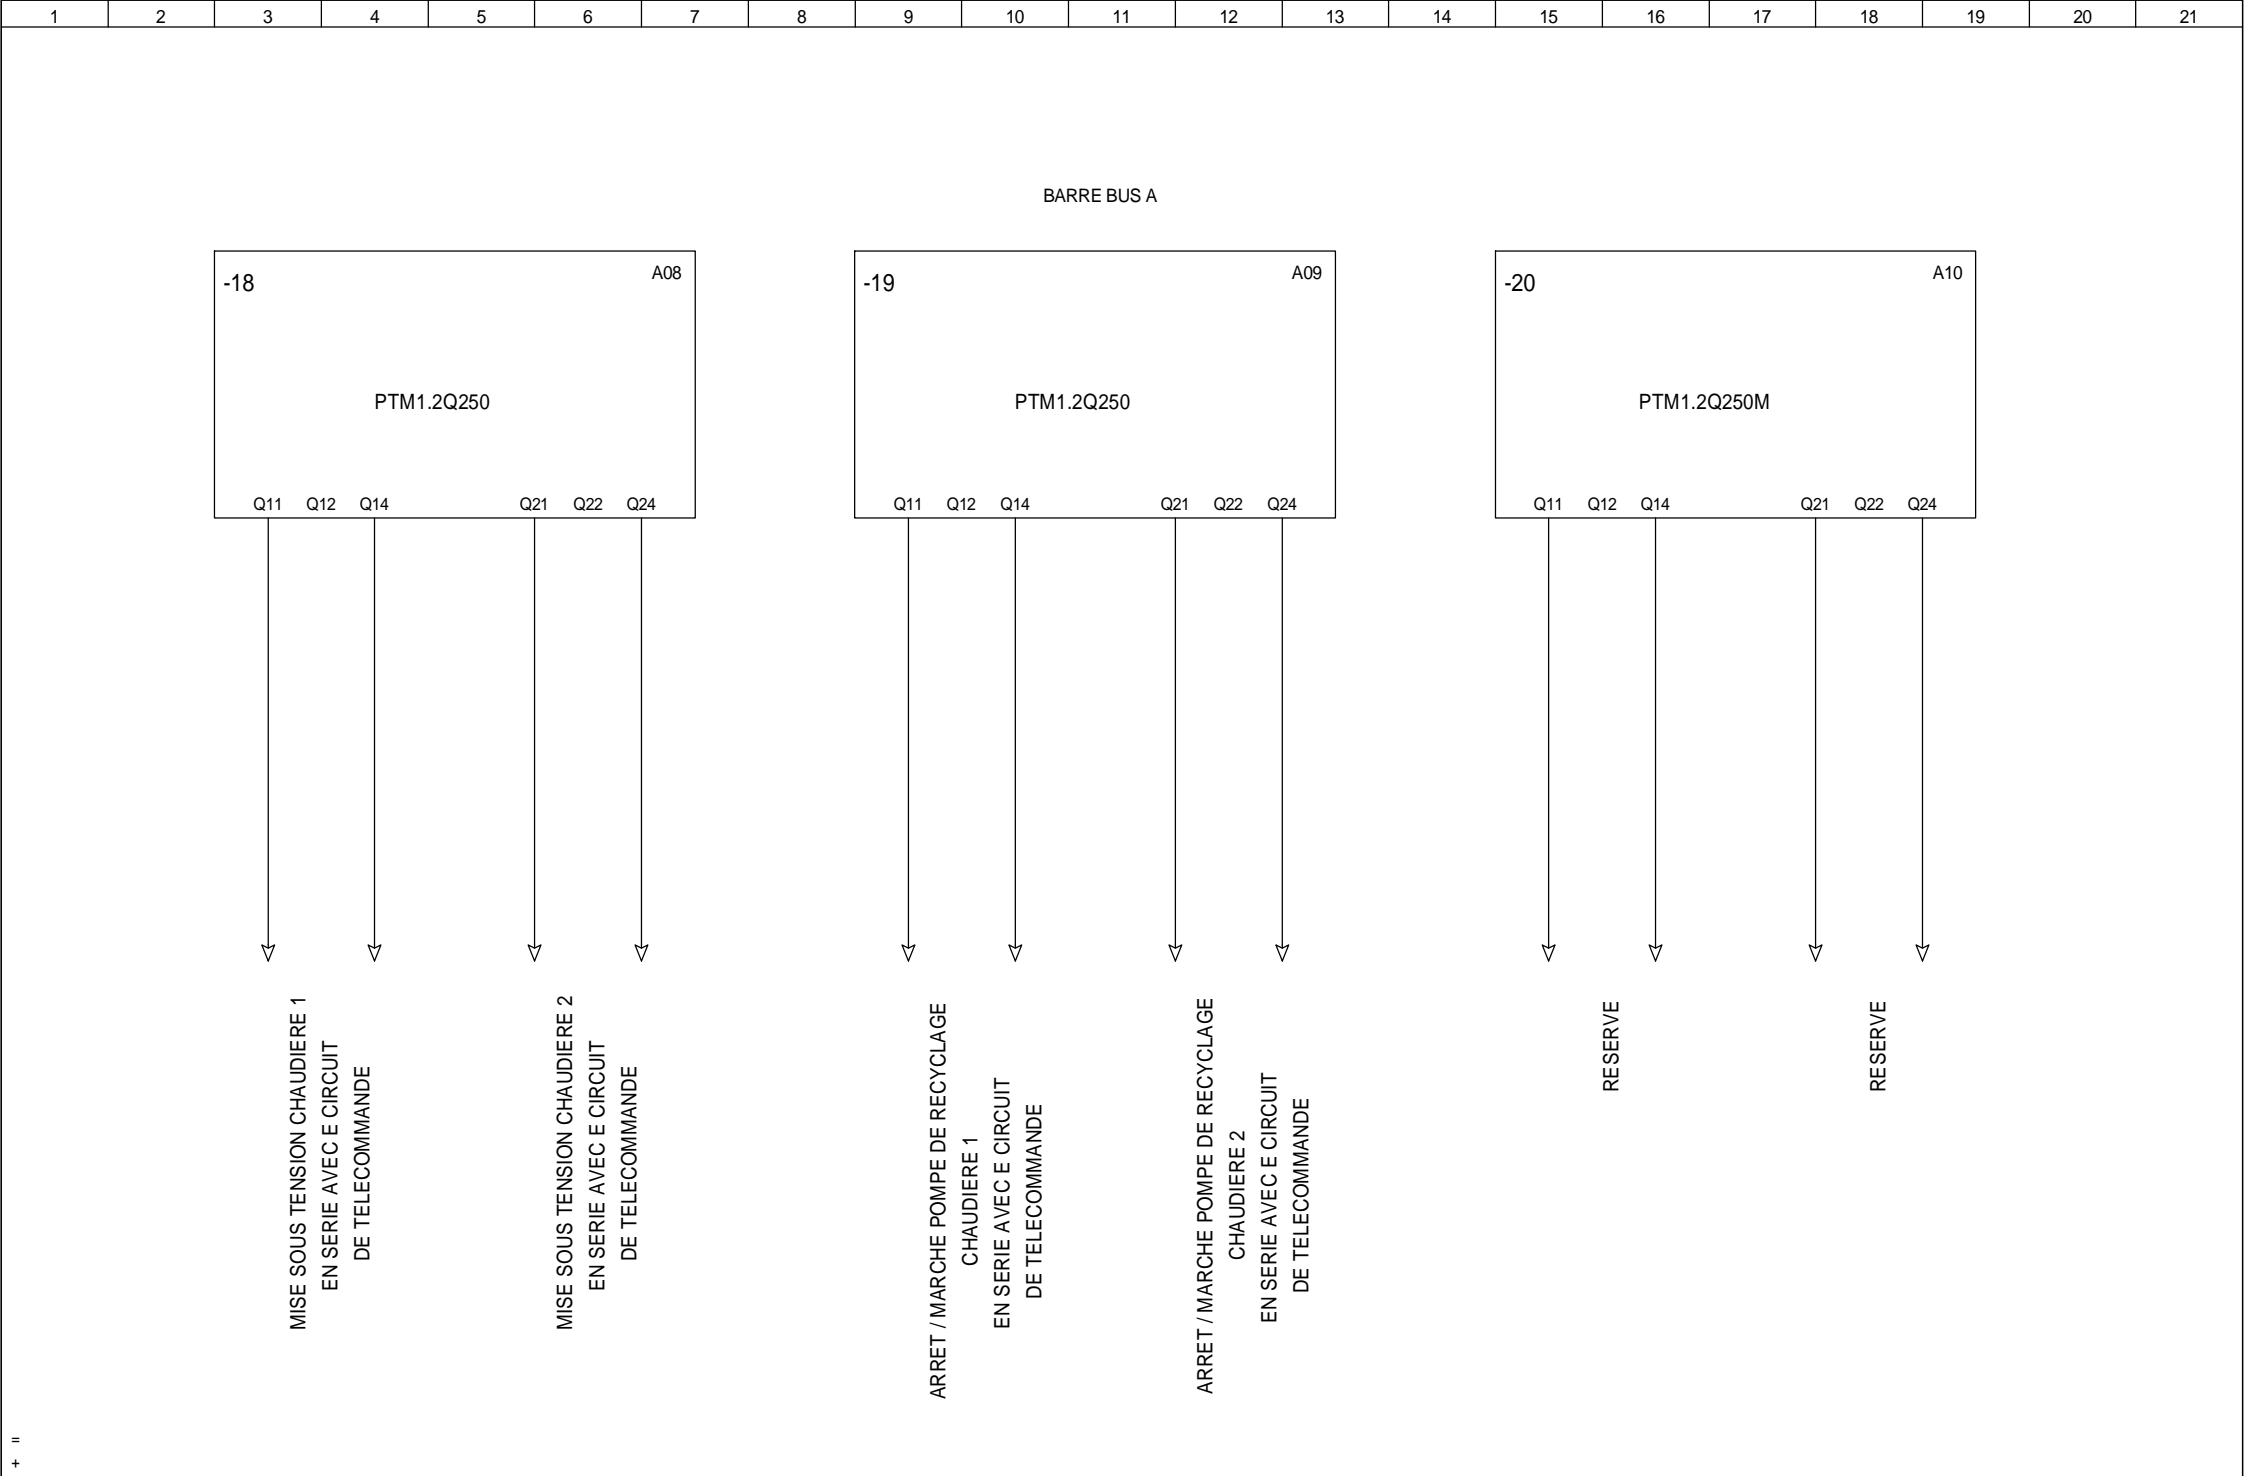 1 2 3 4 5 6 7 8 9 10 11 12 13 14 15 16 17 18 19 20 21
BARRE BUS A
-18 A08
PTM1.2Q250
Q11 Q12 Q14 Q21 Q22 Q24
-19 A09
PTM1.2Q250
Q11 Q12 Q14 Q21 Q22 Q24
-20 A10
PTM1.2Q250M
Q11 Q12 Q14 Q21 Q22 Q24
MISE SOUS TENSION CHAUDIERE 1
EN SERIE AVEC E CIRCUIT
DE TELECOMMANDE
MISE SOUS TENSION CHAUDIERE 2
EN SERIE AVEC E CIRCUIT
DE TELECOMMANDE
ARRET / MARCHE POMPE DE RECYCLAGE
CHAUDIERE 1
EN SERIE AVEC E CIRCUIT
DE TELECOMMANDE
ARRET / MARCHE POMPE DE RECYCLAGE
CHAUDIERE 2
EN SERIE AVEC E CIRCUIT
DE TELECOMMANDE
RESERVE
RESERVE
=
+